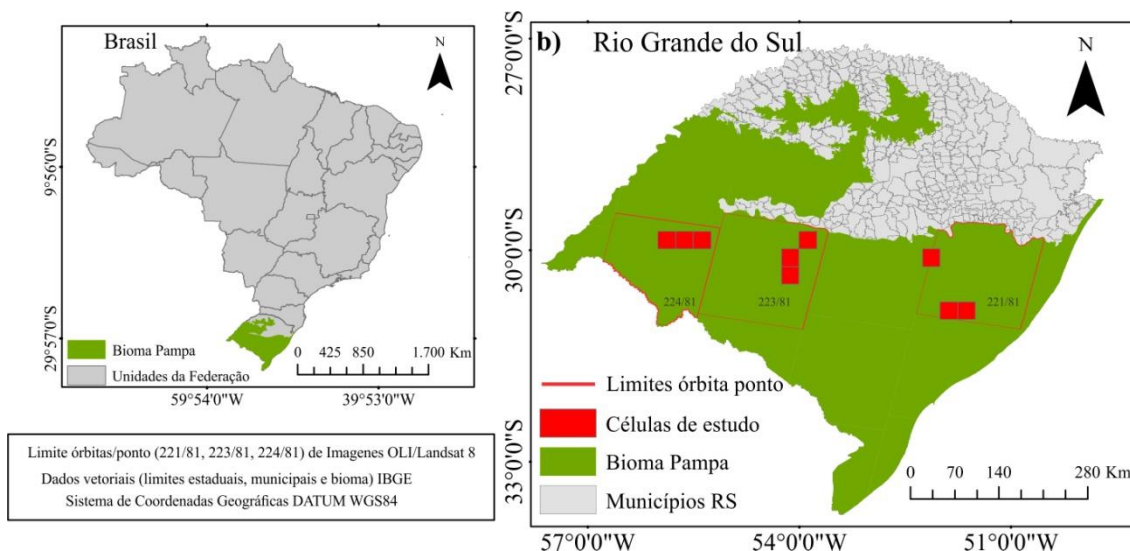 Brasil
N
9°56'0"S
29°57'0"S
Bioma Pampa
Unidades da Federação
0 425 850 1.700 Km
59°54'0"W 39°53'0"W
Limite órbitas/ponto (221/81, 223/81, 224/81) de Imagenes OLI/Landsat 8
Dados vetoriais (limites estaduais, municipais e bioma) IBGE
Sistema de Coordenadas Geográficas DATUM WGS84
b) Rio Grande do Sul
N
27°0'0"S
30°0'0"S
33°0'0"S
224/81 223/81 221/81
Limites órbita ponto
Células de estudo
Bioma Pampa
Municípios RS
0 70 140 280 Km
57°0'0"W 54°0'0"W 51°0'0"W